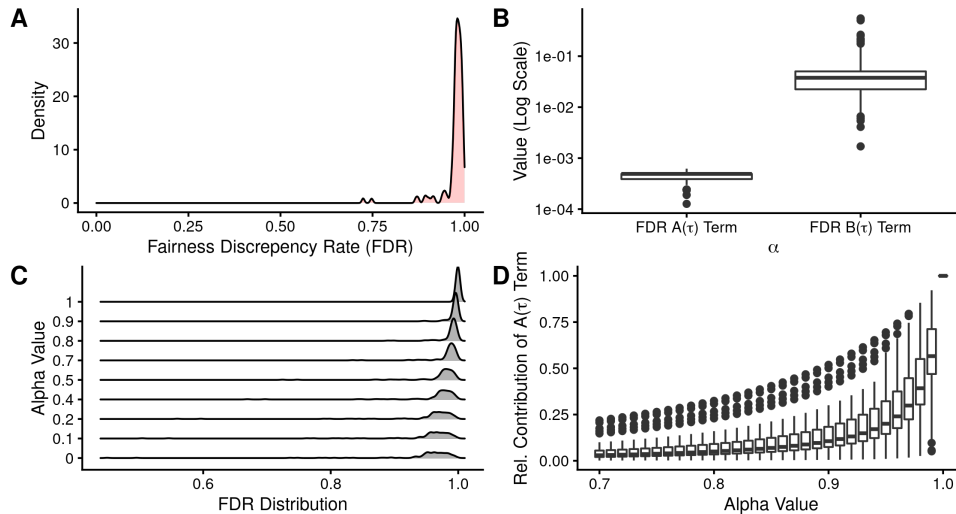 A
Density
30
20
10
0
0.00 0.25 0.50 0.75 1.00
Fairness Discrepency Rate (FDR)
B
Value (Log Scale)
1e-01
1e-02
1e-03
1e-04
FDR A(τ) Term FDR B(τ) Term
α
C
Alpha Value
1
0.9
0.8
0.7
0.5
0.4
0.2
0.1
0
0.6 0.8 1.0
FDR Distribution
D
Rel. Contribution of A(τ) Term
1.00
0.75
0.50
0.25
0.00
0.7 0.8 0.9 1.0
Alpha Value